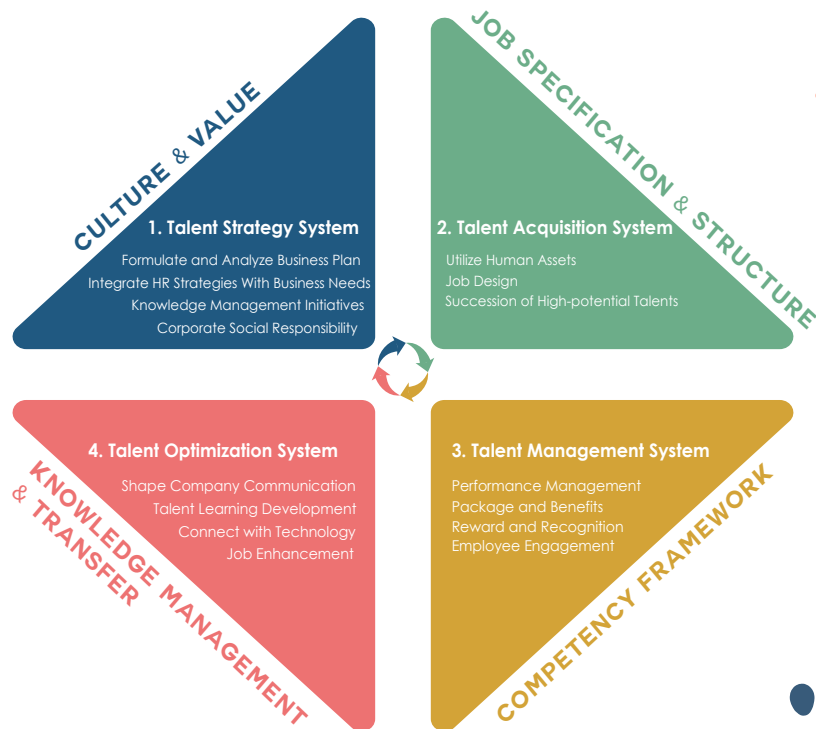 CULTURE & VALUE
1. Talent Strategy System
Formulate and Analyze Business Plan
Integrate HR Strategies With Business Needs
Knowledge Management Initiatives
Corporate Social Responsibility
JOB SPECIFICATION & STRUCTURE
2. Talent Acquisition System
Utilize Human Assets
Job Design
Succession of High-potential Talents
4. Talent Optimization System
Shape Company Communication
Talent Learning Development
Connect with Technology
Job Enhancement
KNOWLEDGE MANAGEMENT
& TRANSFER
3. Talent Management System
Performance Management
Package and Benefits
Reward and Recognition
Employee Engagement
COMPETENCY FRAMEWORK